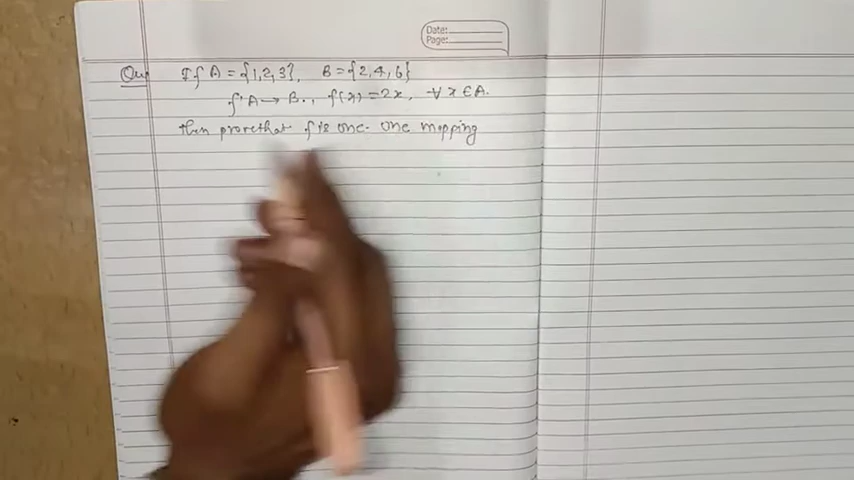 Date:
Page:
Que If A = {1,2,3}, B = {2,4,6}
f: A → B., f(x) = 2x, ∀ x ∈ A.
then prove that f is one-one mapping